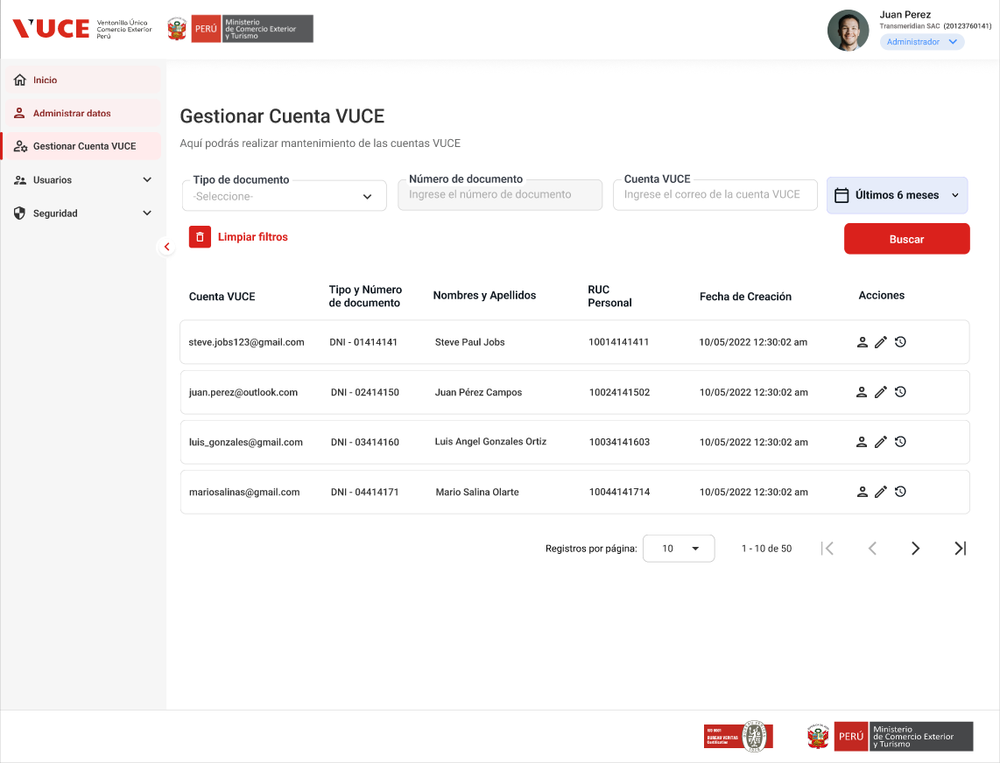 VUCE
Ventanilla Única
Comercio Exterior
Perú
PERÚ
Ministerio
de Comercio Exterior
y Turismo
Juan Perez
Transmeridian SAC (20123760141)
Administrador
Inicio
Administrar datos
Gestionar Cuenta VUCE
Usuarios
Seguridad
Gestionar Cuenta VUCE
Aquí podrás realizar mantenimiento de las cuentas VUCE
Tipo de documento
-Seleccione-
Número de documento
Ingrese el número de documento
Cuenta VUCE
Ingrese el correo de la cuenta VUCE
Últimos 6 meses
Limpiar filtros
Buscar
Cuenta VUCE
Tipo y Número
de documento
Nombres y Apellidos
RUC
Personal
Fecha de Creación
Acciones
steve.jobs123@gmail.com DNI - 01414141 Steve Paul Jobs 10014141411 10/05/2022 12:30:02 am
juan.perez@outlook.com DNI - 02414150 Juan Pérez Campos 10024141502 10/05/2022 12:30:02 am
luis_gonzales@gmail.com DNI - 03414160 Luis Angel Gonzales Ortiz 10034141603 10/05/2022 12:30:02 am
mariosalinas@gmail.com DNI - 04414171 Mario Salina Olarte 10044141714 10/05/2022 12:30:02 am
Registros por página: 10 1 - 10 de 50
ISO 9001
BUREAU VERITAS
Certification
PERÚ
Ministerio
de Comercio Exterior
y Turismo